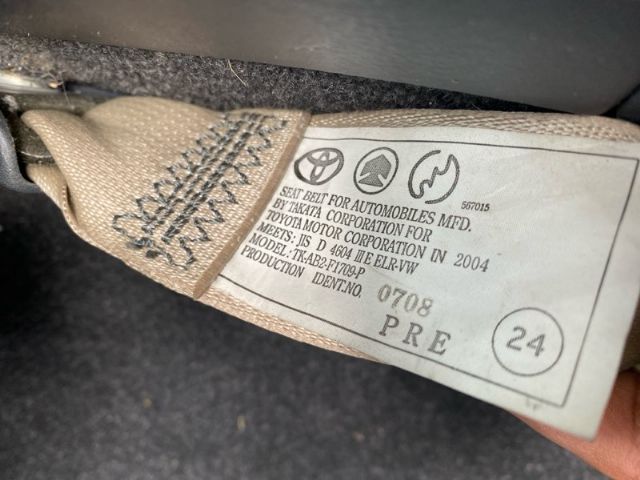 567015
SEAT BELT FOR AUTOMOBILES MFD.
BY TAKATA CORPORATION FOR
TOYOTA MOTOR CORPORATION IN 2004
MEETS: JIS D 4604 III E ELR-VW
MODEL: TK-AB2-F1709-P
PRODUCTION IDENT.NO. 0708
PRE
24